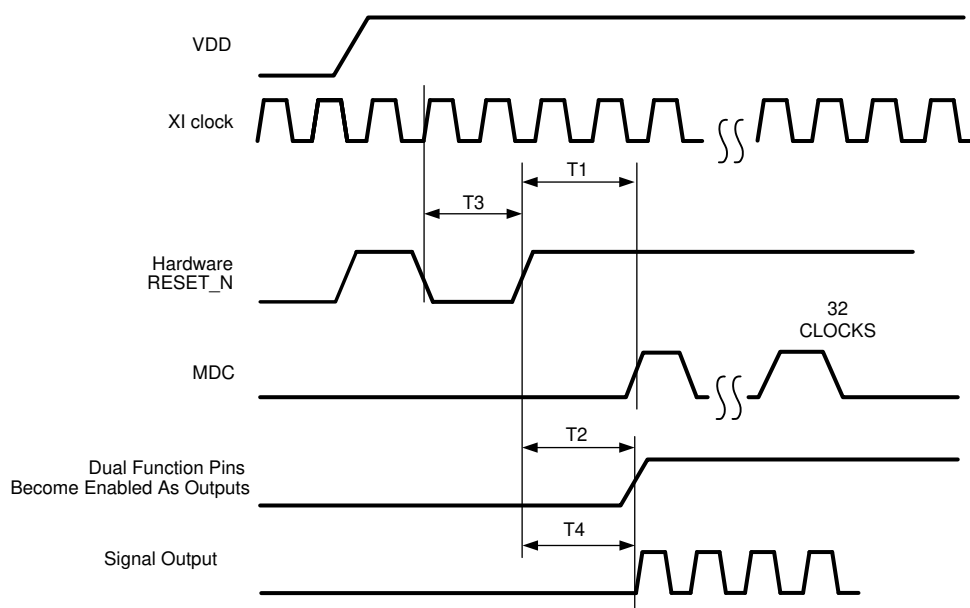 VDD
XI clock
T1
T3
Hardware
RESET_N
32
CLOCKS
MDC
T2
Dual Function Pins
Become Enabled As Outputs
T4
Signal Output